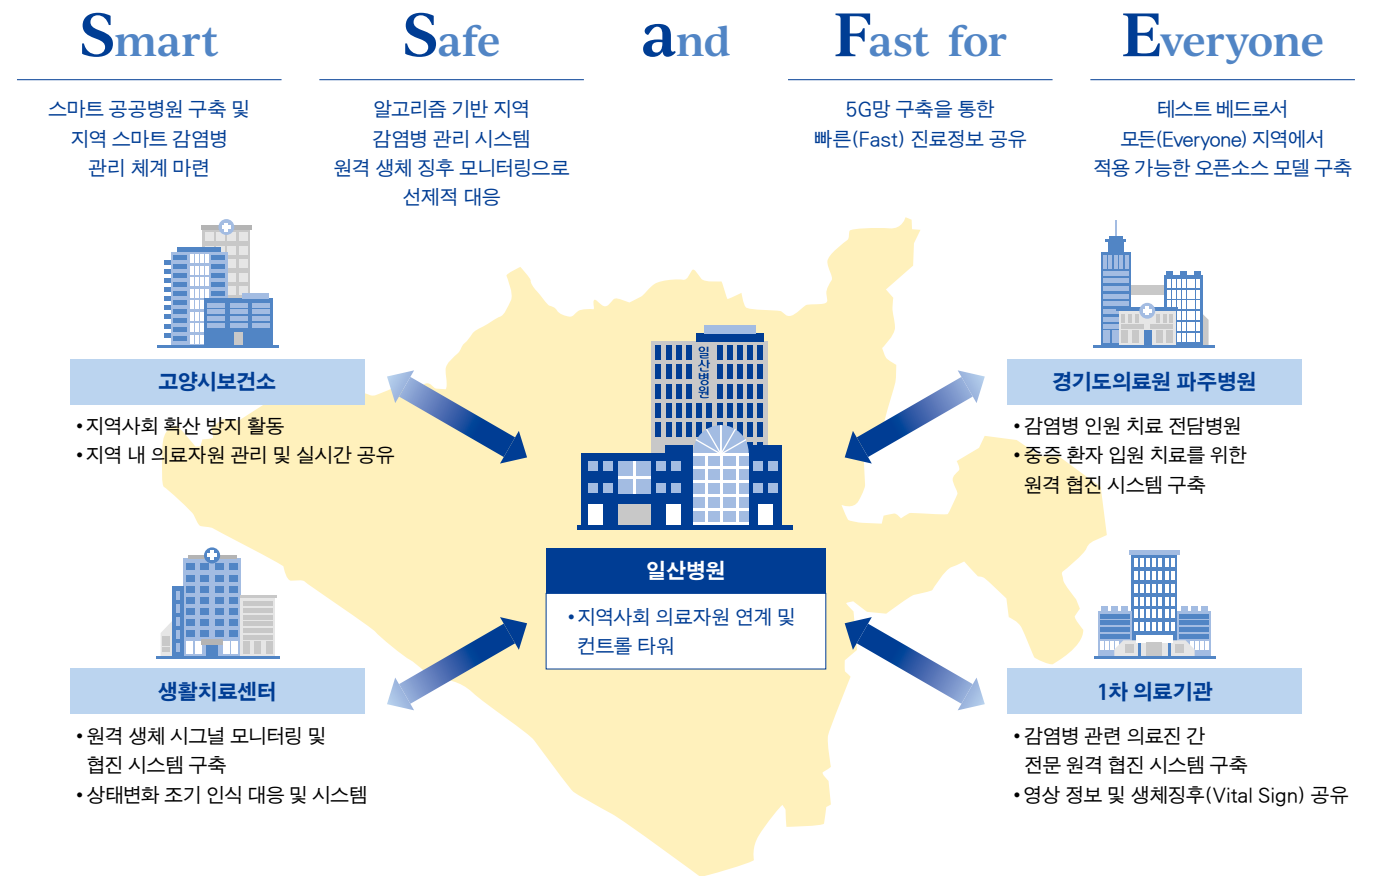 Smart
Safe
and
Fast for
Everyone
스마트 공공병원 구축 및
지역 스마트 감염병
관리 체계 마련
알고리즘 기반 지역
감염병 관리 시스템
원격 생체 징후 모니터링으로
선제적 대응
5G망 구축을 통한
빠른(Fast) 진료정보 공유
테스트 베드로서
모든(Everyone) 지역에서
적용 가능한 오픈소스 모델 구축
고양시보건소
•지역사회 확산 방지 활동
•지역 내 의료자원 관리 및 실시간 공유
일산병원
경기도의료원 파주병원
•감염병 인원 치료 전담병원
•중증 환자 입원 치료를 위한
원격 협진 시스템 구축
일산병원
•지역사회 의료자원 연계 및
컨트롤 타워
생활치료센터
•원격 생체 시그널 모니터링 및
협진 시스템 구축
•상태변화 조기 인식 대응 및 시스템
1차 의료기관
•감염병 관련 의료진 간
전문 원격 협진 시스템 구축
•영상 정보 및 생체징후(Vital Sign) 공유